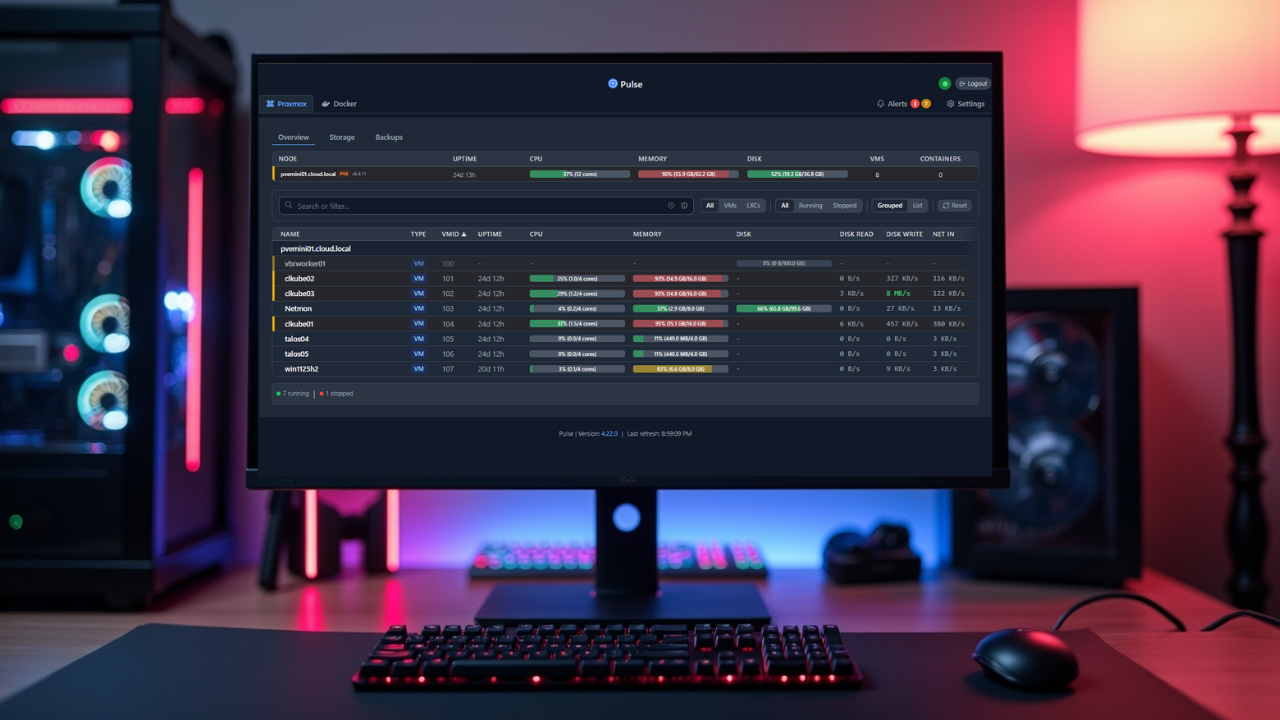 Pulse
Logout
Proxmox Docker Alerts 3 7 Settings
Overview Storage Backups
NODE UPTIME CPU MEMORY DISK VMS CONTAINERS
pvemini01.cloud.local PVE v8.4.11 24d 13h 37% (12 cores) 90% (55.9 GB/62.2 GB) 52% (19.3 GB/36.8 GB) 8 0
Search or filter... All VMs LXCs All Running Stopped Grouped List Reset
NAME TYPE VMID ▲ UPTIME CPU MEMORY DISK DISK READ DISK WRITE NET IN
pvemini01.cloud.local
vbrworker01 VM 100 - - - 0% (0 B/100.0 GB) - - -
clkube02 VM 101 24d 12h 25% (1.0/4 cores) 93% (14.9 GB/16.0 GB) - 0 B/s 327 KB/s 116 KB/s
clkube03 VM 102 24d 12h 29% (1.2/4 cores) 93% (14.8 GB/16.0 GB) - 3 KB/s 8 MB/s 122 KB/s
Netmon VM 103 24d 12h 4% (0.2/4 cores) 37% (2.9 GB/8.0 GB) 66% (65.8 GB/99.6 GB) 0 B/s 27 KB/s 13 KB/s
clkube01 VM 104 24d 12h 37% (1.5/4 cores) 95% (15.1 GB/16.0 GB) - 6 KB/s 457 KB/s 380 KB/s
talos04 VM 105 24d 12h 0% (0.0/4 cores) 11% (449.0 MB/4.0 GB) - 0 B/s 0 B/s 3 KB/s
talos05 VM 106 24d 12h 0% (0.0/4 cores) 11% (448.6 MB/4.0 GB) - 0 B/s 0 B/s 3 KB/s
win1125h2 VM 107 20d 11h 3% (0.1/4 cores) 83% (6.6 GB/8.0 GB) - 0 B/s 9 KB/s 3 KB/s
7 running | 1 stopped
Pulse | Version: 4.22.0 | Last refresh: 8:59:09 PM